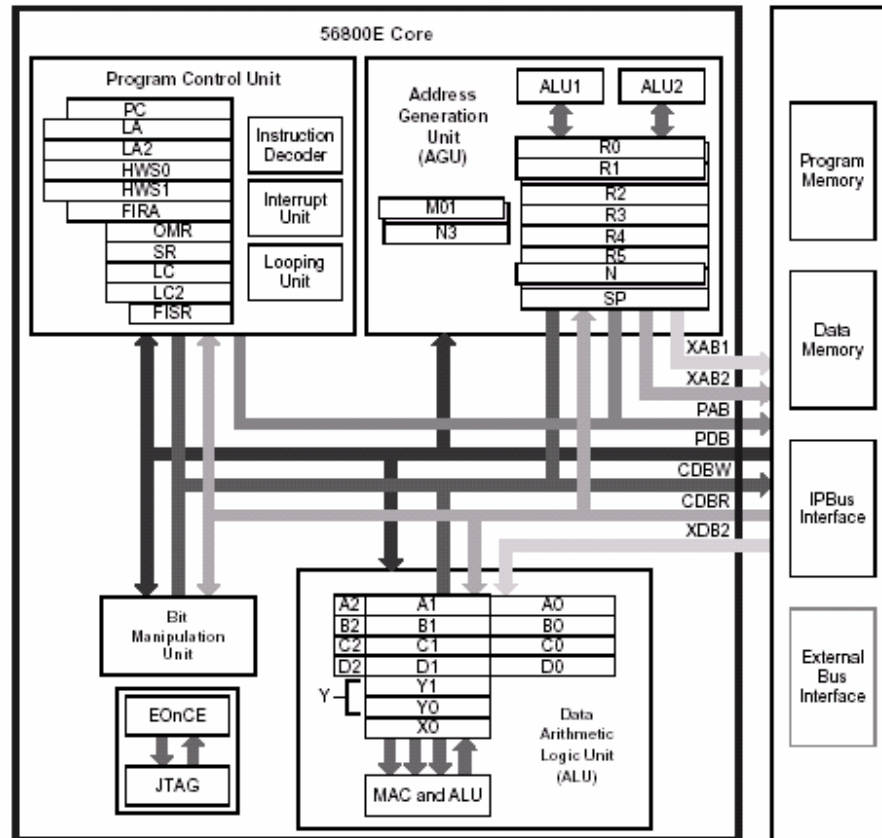 56800E Core
Program Control Unit
PC
LA
LA2
HWS0
HWS1
FIRA
OMR
SR
LC
LC2
FISR
Instruction
Decoder
Interrupt
Unit
Looping
Unit
Address
Generation
Unit
(AGU)
ALU1
ALU2
M01
N3
R0
R1
R2
R3
R4
R5
N
SP
XAB1
XAB2
PAB
PDB
CDBW
CDBR
XDB2
Program
Memory
Data
Memory
IPBus
Interface
External
Bus
Interface
Bit
Manipulation
Unit
EOnCE
JTAG
A2 A1 A0
B2 B1 B0
C2 C1 C0
D2 D1 D0
Y1
Y
Y0
X0
MAC and ALU
Data
Arithmetic
Logic Unit
(ALU)